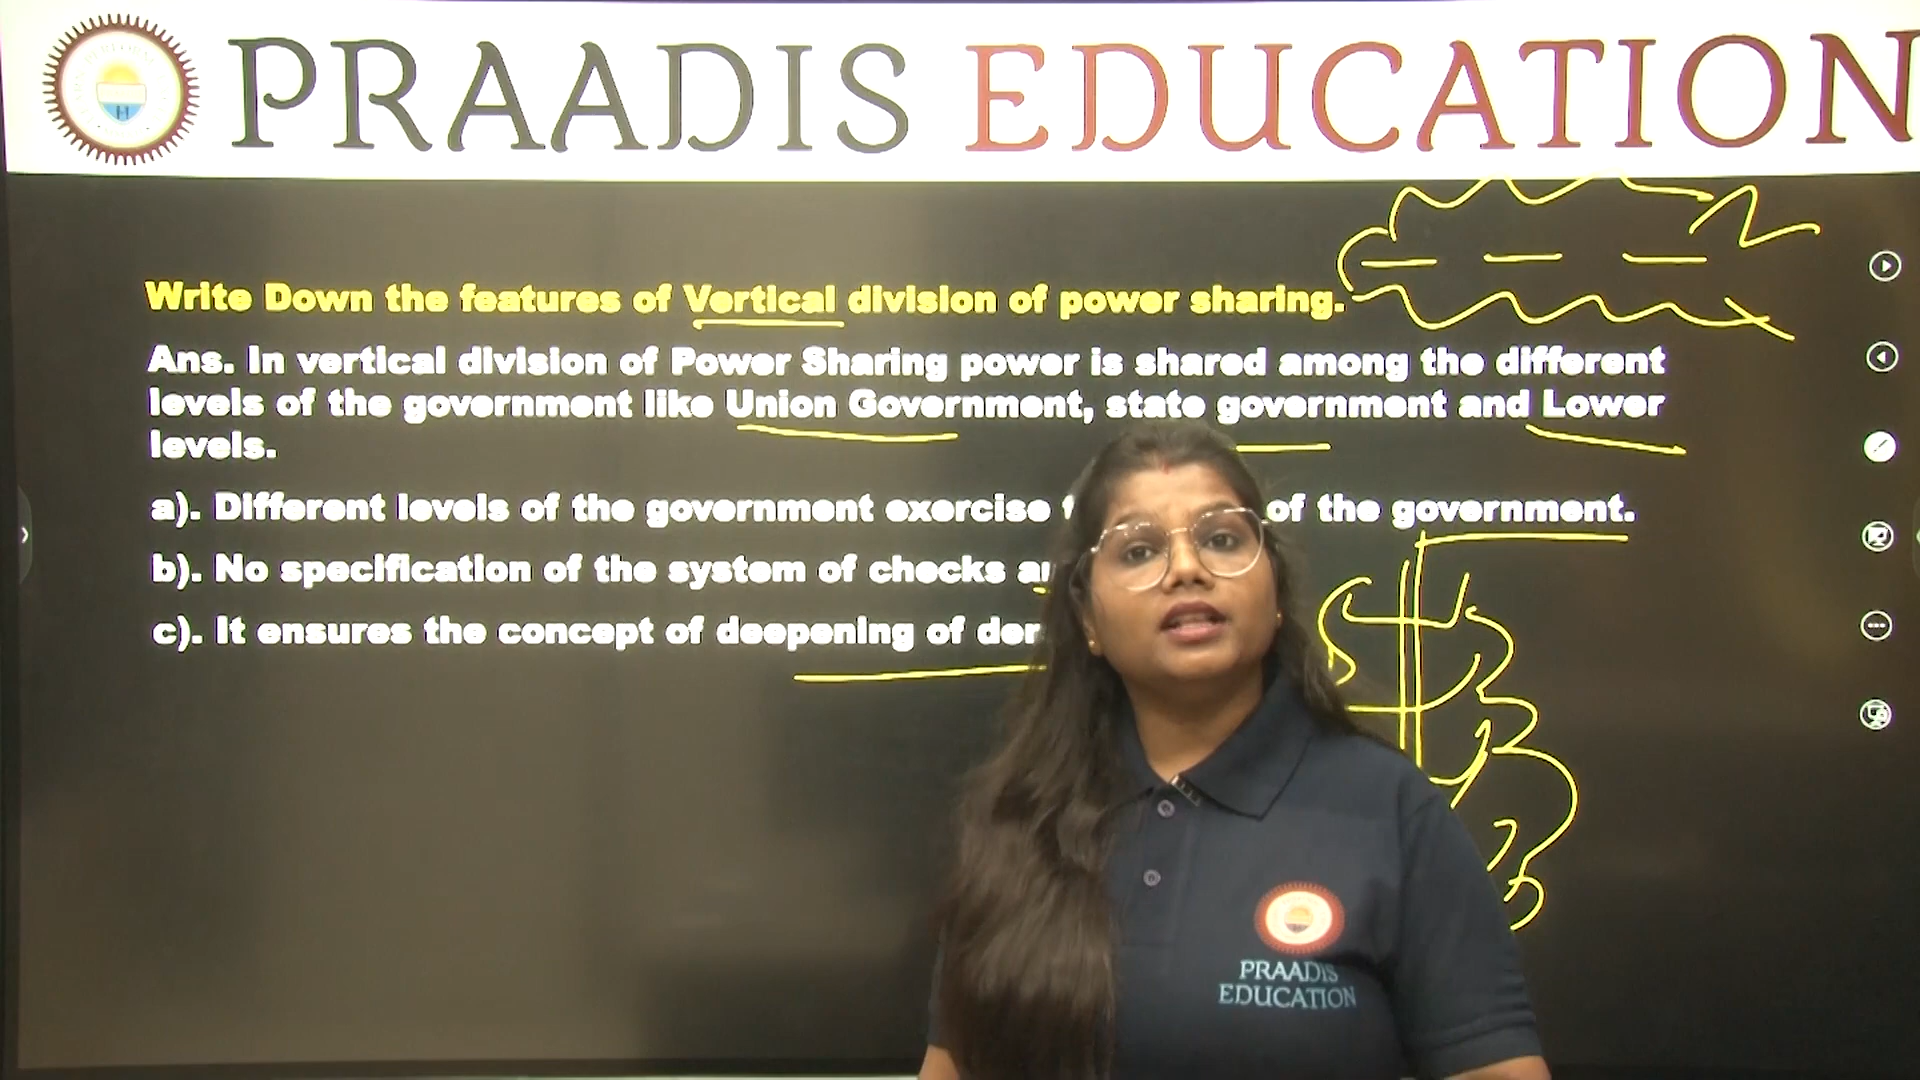 PRAADIS EDUCATION
Write Down the features of Vertical division of power sharing.
Ans. In vertical division of Power Sharing power is shared among the different
levels of the government like Union Government, state government and Lower
levels.
a). Different levels of the government exercise of the government.
b). No specification of the system of checks
c). It ensures the concept of deepening of
PRAADIS
EDUCATION